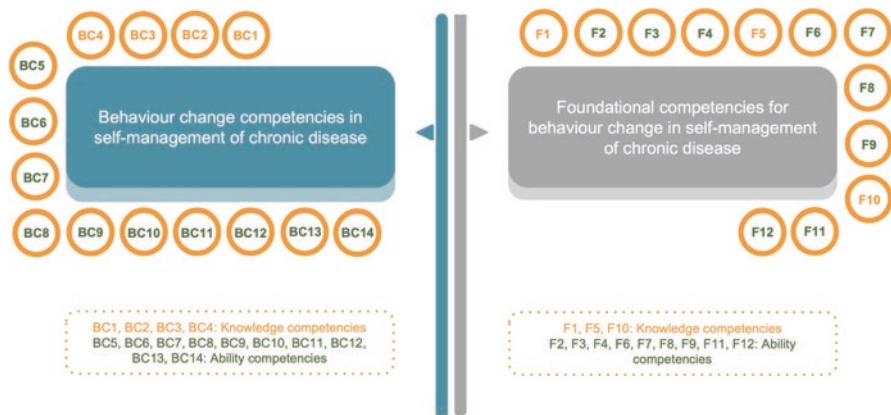 BC4 BC3 BC2 BC1
BC5
BC6
BC7
BC8 BC9 BC10 BC11 BC12 BC13 BC14
Behaviour change competencies in
self-management of chronic disease
BC1, BC2, BC3, BC4: Knowledge competencies
BC5, BC6, BC7, BC8, BC9, BC10, BC11, BC12,
BC13, BC14: Ability competencies
F1 F2 F3 F4 F5 F6 F7
F8
F9
F10
F12 F11
Foundational competencies for
behaviour change in self-management
of chronic disease
F1, F5, F10: Knowledge competencies
F2, F3, F4, F6, F7, F8, F9, F11, F12: Ability
competencies